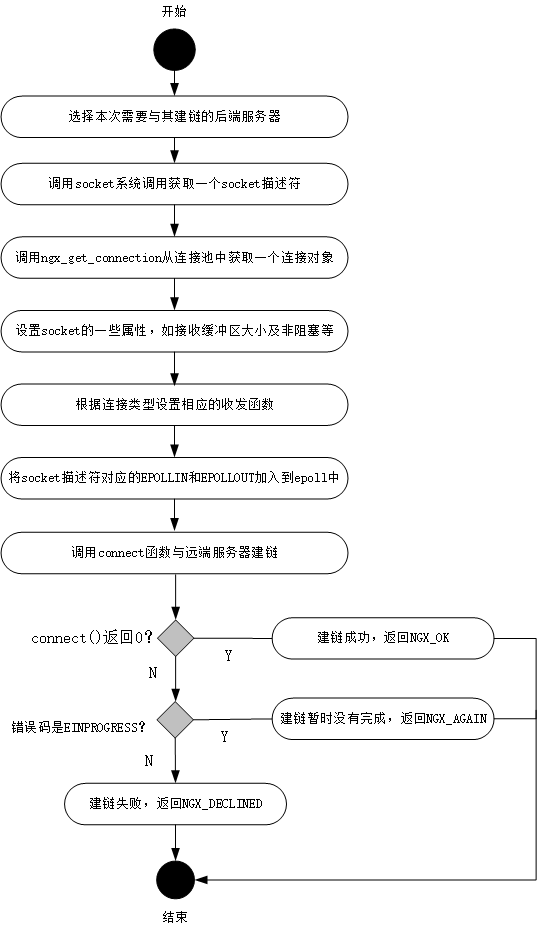 开始
选择本次需要与其建链的后端服务器
调用socket系统调用获取一个socket描述符
调用ngx_get_connection从连接池中获取一个连接对象
设置socket的一些属性，如接收缓冲区大小及非阻塞等
根据连接类型设置相应的收发函数
将socket描述符对应的EPOLLIN和EPOLLOUT加入到epoll中
调用connect函数与远端服务器建链
connect()返回0?
Y
建链成功，返回NGX_OK
N
错误码是EINPROGRESS?
Y
建链暂时没有完成，返回NGX_AGAIN
N
建链失败，返回NGX_DECLINED
结束